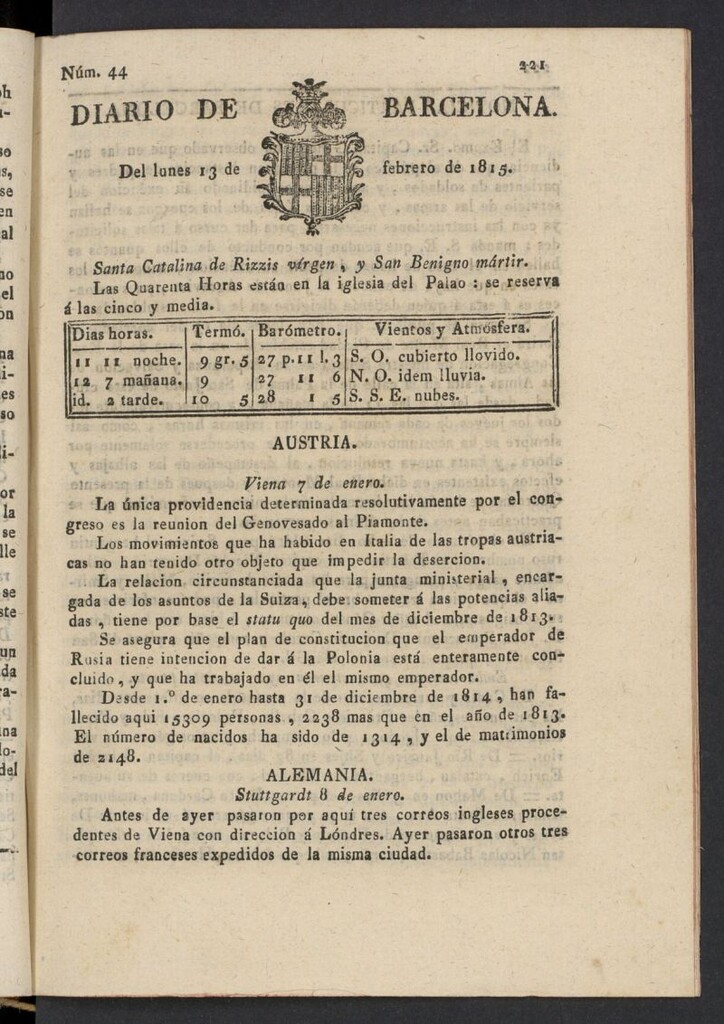 Núm. 44
221
DIARIO DE BARCELONA.
Del lunes 13 de febrero de 1815.
Santa Catalina de Rizzis vírgen, y San Benigno mártir.
Las Quarenta Horas están en la iglesia del Palao : se reserva
á las cinco y media.
Dias horas. Termó. Barómetro. Vientos y Atmósfera.
11 11 noche. 9 gr. 5 27 p. 11 l. 3 S. O. cubierto llovido.
12 7 mañana. 9 27 11 6 N. O. idem lluvia.
id. 2 tarde. 10 5 28 1 5 S. S. E. nubes.
AUSTRIA.
Viena 7 de enero.
La única providencia determinada resolutivamente por el con-
greso es la reunion del Genovesado al Piamonte.
Los movimientos que ha habido en Italia de las tropas austria-
cas no han tenido otro objeto que impedir la desercion.
La relacion circunstanciada que la junta ministerial, encar-
gada de los asuntos de la Suiza, debe someter á las potencias alia-
das, tiene por base el statu quo del mes de diciembre de 1813.
Se asegura que el plan de constitucion que el emperador de
Rusia tiene intencion de dar á la Polonia está enteramente con-
cluido, y que ha trabajado en él el mismo emperador.
Desde 1.º de enero hasta 31 de diciembre de 1814, han fa-
llecido aqui 15309 personas, 2238 mas que en el año de 1813.
El número de nacidos ha sido de 1314, y el de matrimonios
de 2148.
ALEMANIA.
Stuttgardt 8 de enero.
Antes de ayer pasaron por aquí tres correos ingleses proce-
dentes de Viena con direccion á Lóndres. Ayer pasaron otros tres
correos franceses expedidos de la misma ciudad.